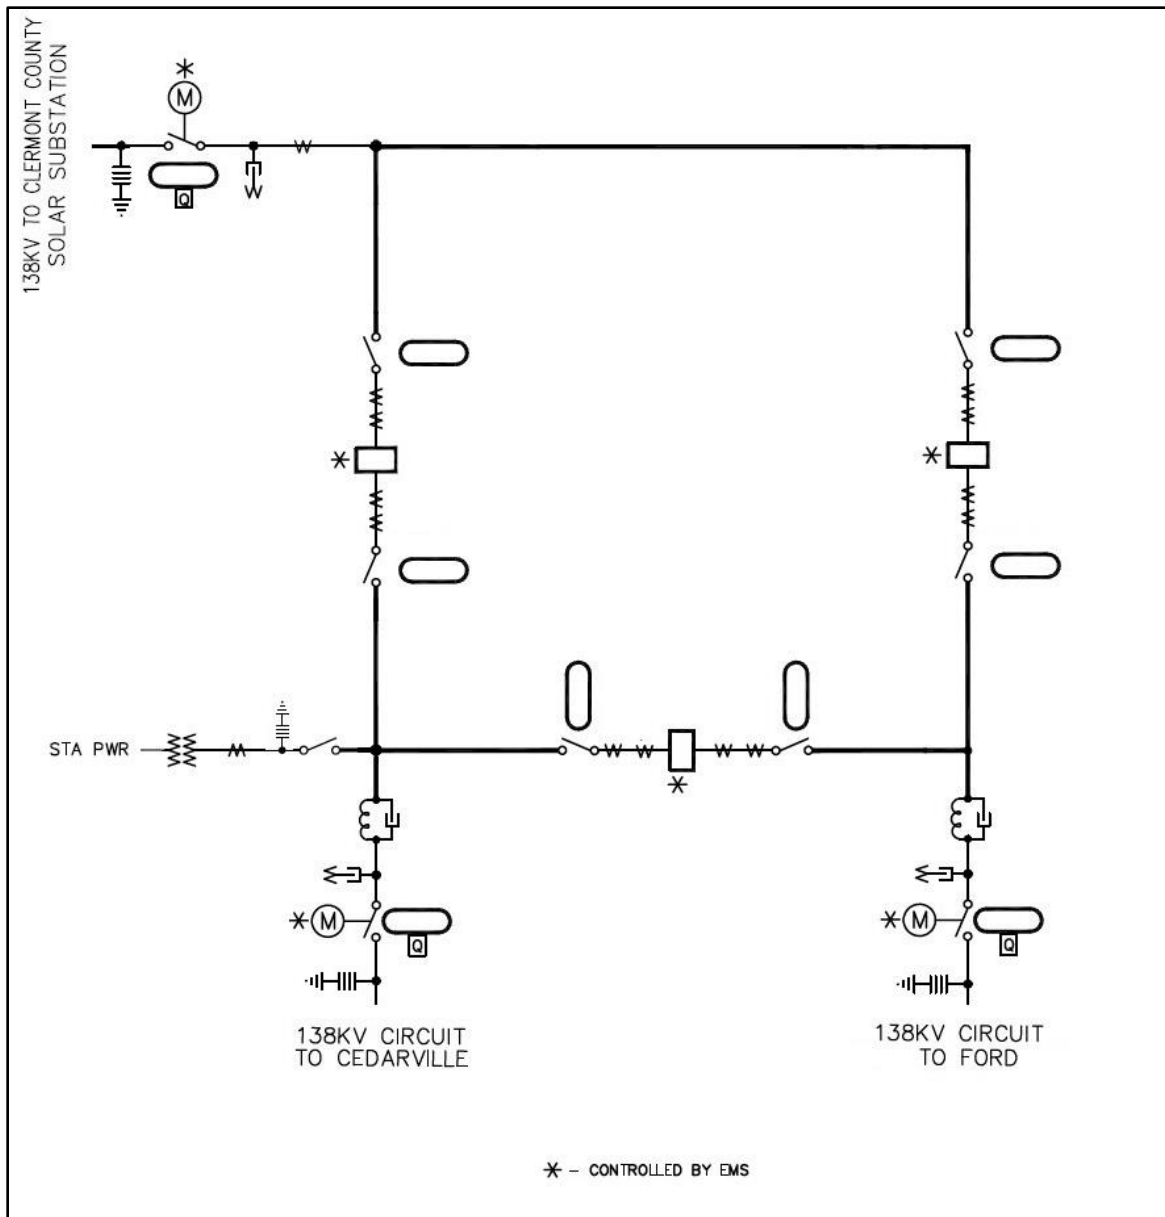 138KV TO CLERMONT COUNTY
SOLAR SUBSTATION
*
M
Q
*
*
STA PWR
*
* M
Q
* M
Q
138KV CIRCUIT
TO CEDARVILLE
138KV CIRCUIT
TO FORD
* - CONTROLLED BY EMS